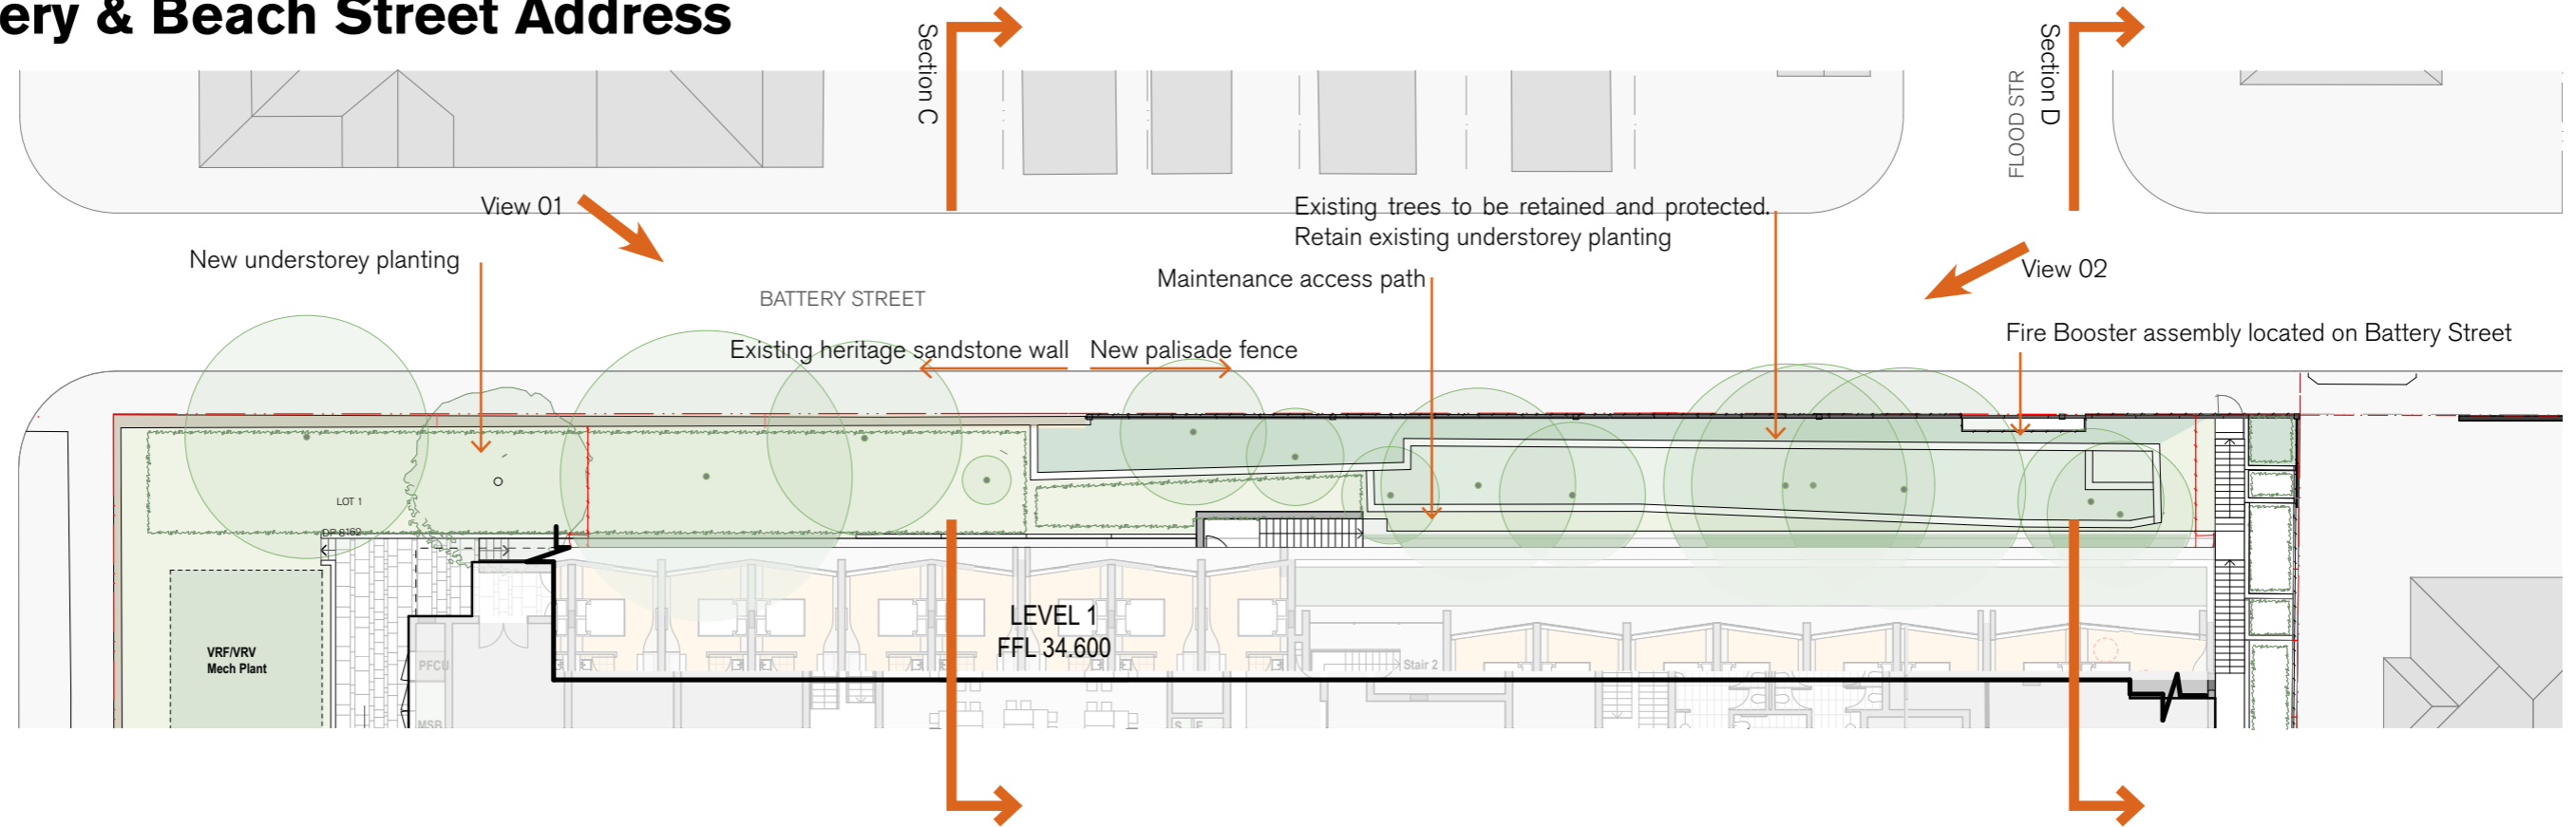 ery & Beach Street Address
Section C
Section D
FLOOD STR
View 01
Existing trees to be retained and protected.
Retain existing understorey planting
New understorey planting
Maintenance access path
View 02
BATTERY STREET
Existing heritage sandstone wall
New palisade fence
Fire Booster assembly located on Battery Street
LOT 1
DP 8162
LEVEL 1
FFL 34.600
VRF/VRV
Mech Plant
PFCU
Stair 2
MSB
S
F